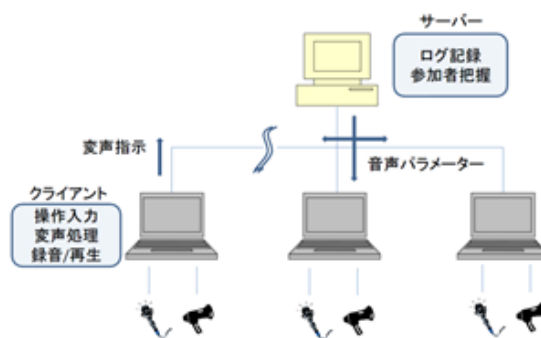 サーバー
ログ記録
参加者把握
変声指示
音声パラメーター
クライアント
操作入力
変声処理
録音/再生